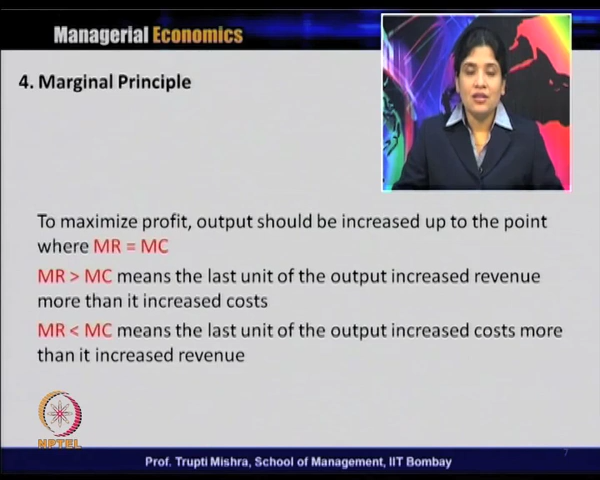 Managerial Economics
4. Marginal Principle
To maximize profit, output should be increased up to the point
where MR = MC
MR > MC means the last unit of the output increased revenue
more than it increased costs
MR < MC means the last unit of the output increased costs more
than it increased revenue
NPTEL
7
Prof. Trupti Mishra, School of Management, IIT Bombay